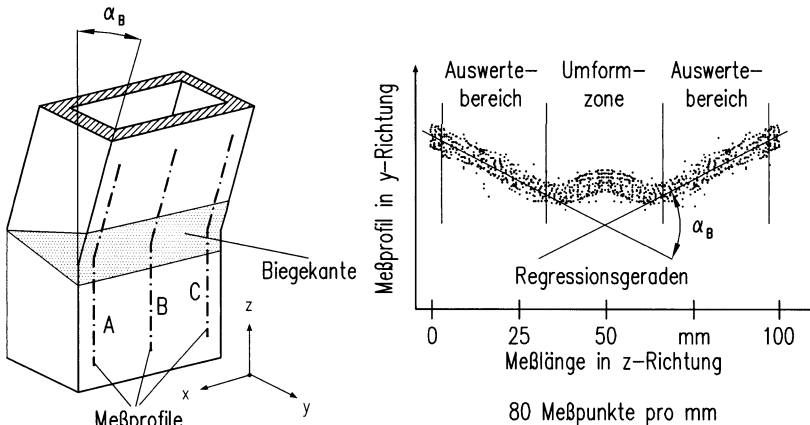 α_B
Biegekante
A
B
C
z
x
y
Meßprofile
Meßprofil in y-Richtung
Auswerte-
bereich
Umform-
zone
Auswerte-
bereich
α_B
Regressionsgeraden
0 25 50 mm 100
Meßlänge in z-Richtung
80 Meßpunkte pro mm